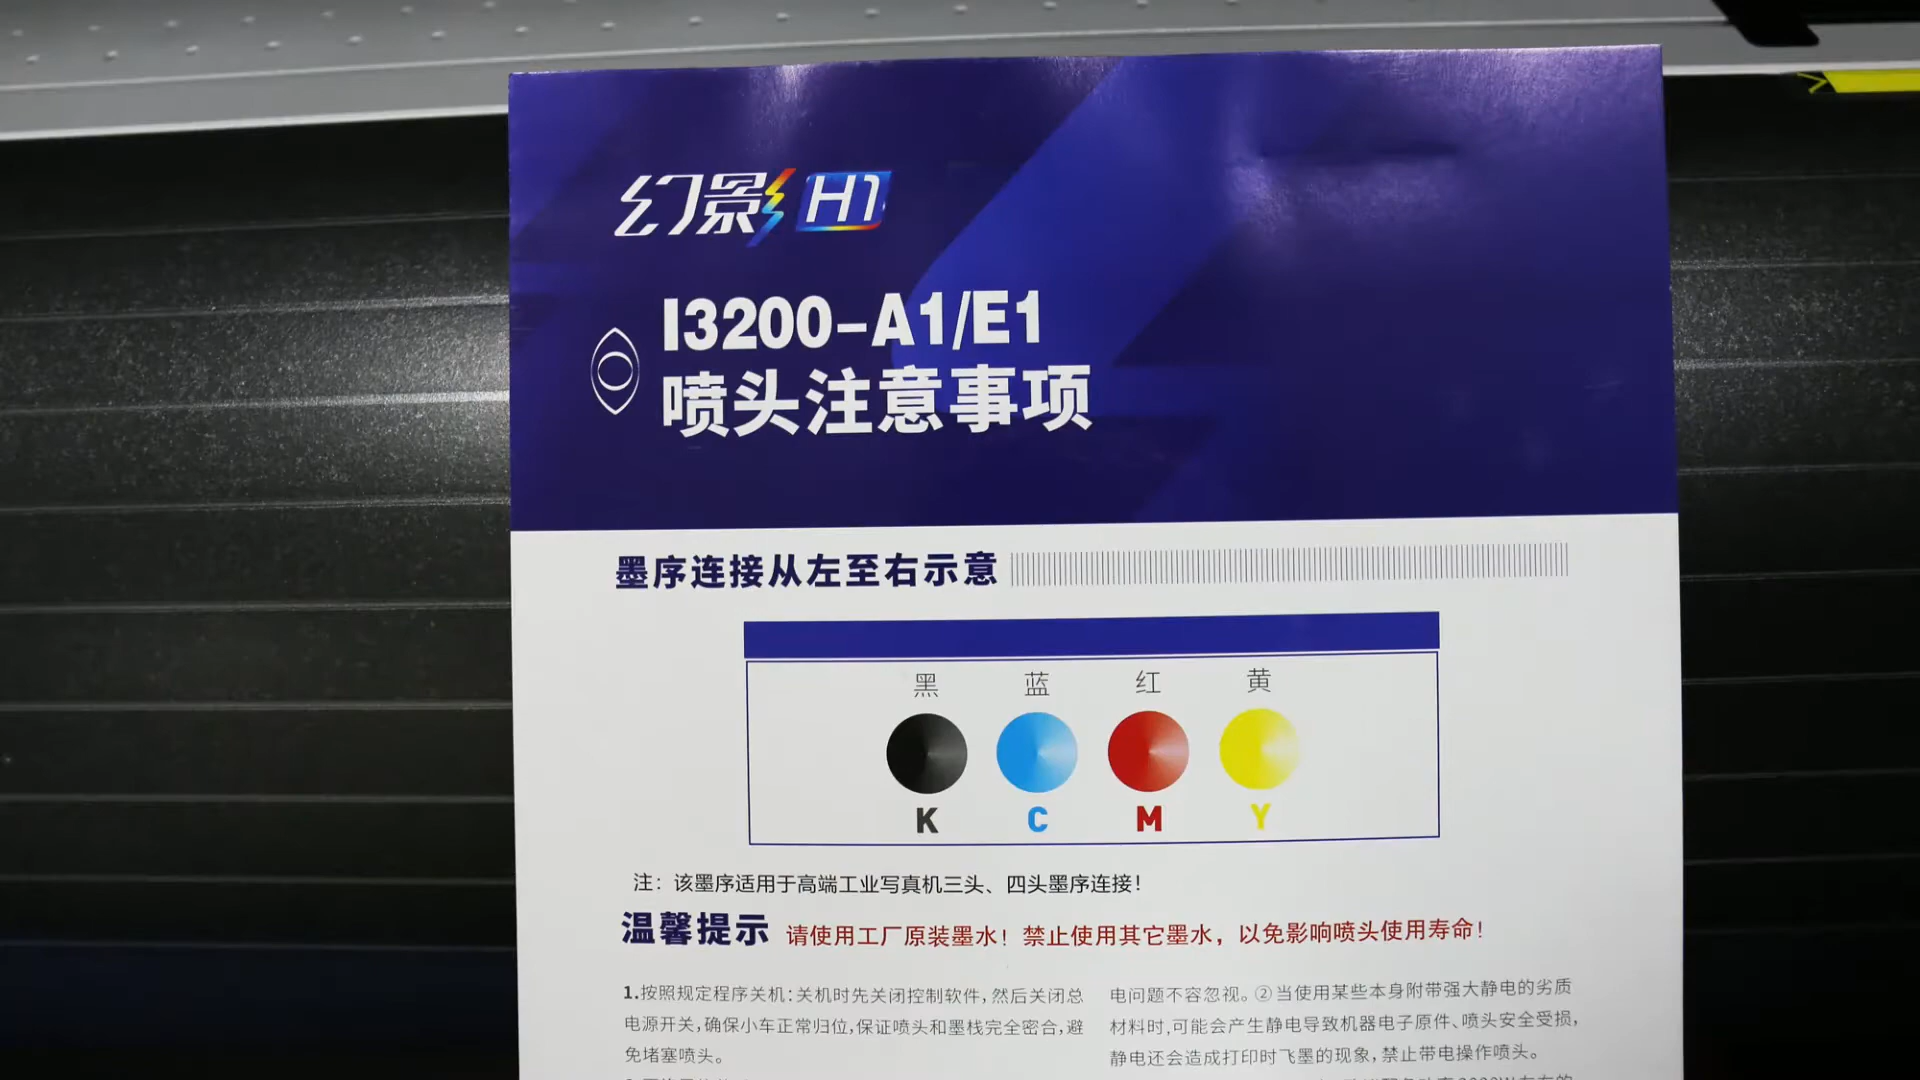 幻影 H1
I3200-A1/E1
喷头注意事项
墨序连接从左至右示意
黑 蓝 红 黄
K C M Y
注：该墨序适用于高端工业写真机三头、四头墨序连接！
温馨提示 请使用工厂原装墨水！禁止使用其它墨水，以免影响喷头使用寿命！
1.按照规定程序关机：关机时先关闭控制软件，然后关闭总
电源开关，确保小车正常归位，保证喷头和墨栈完全密合，避
免堵塞喷头。
电问题不容忽视。②当使用某些本身附带强大静电的劣质
材料时，可能会产生静电导致机器电子原件、喷头安全受损，
静电还会造成打印时飞墨的现象，禁止带电操作喷头。